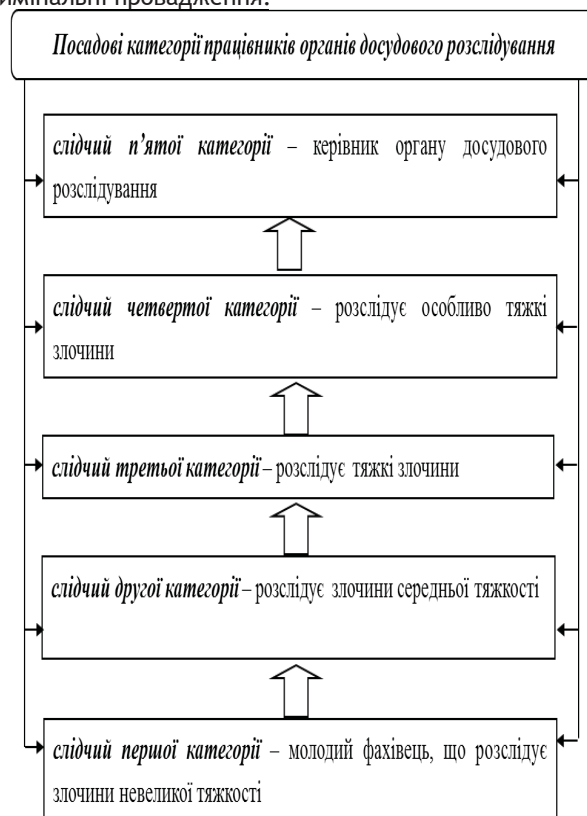 кримінальні провадження.
Посадові категорії працівників органів досудового розслідування
слідчий п’ятої категорії – керівник органу досудового
розслідування
слідчий четвертої категорії – розслідує особливо тяжкі
злочини
слідчий третьої категорії – розслідує тяжкі злочини
слідчий другої категорії – розслідує злочини середньої тяжкості
слідчий першої категорії – молодий фахівець, що розслідує
злочини невеликої тяжкості